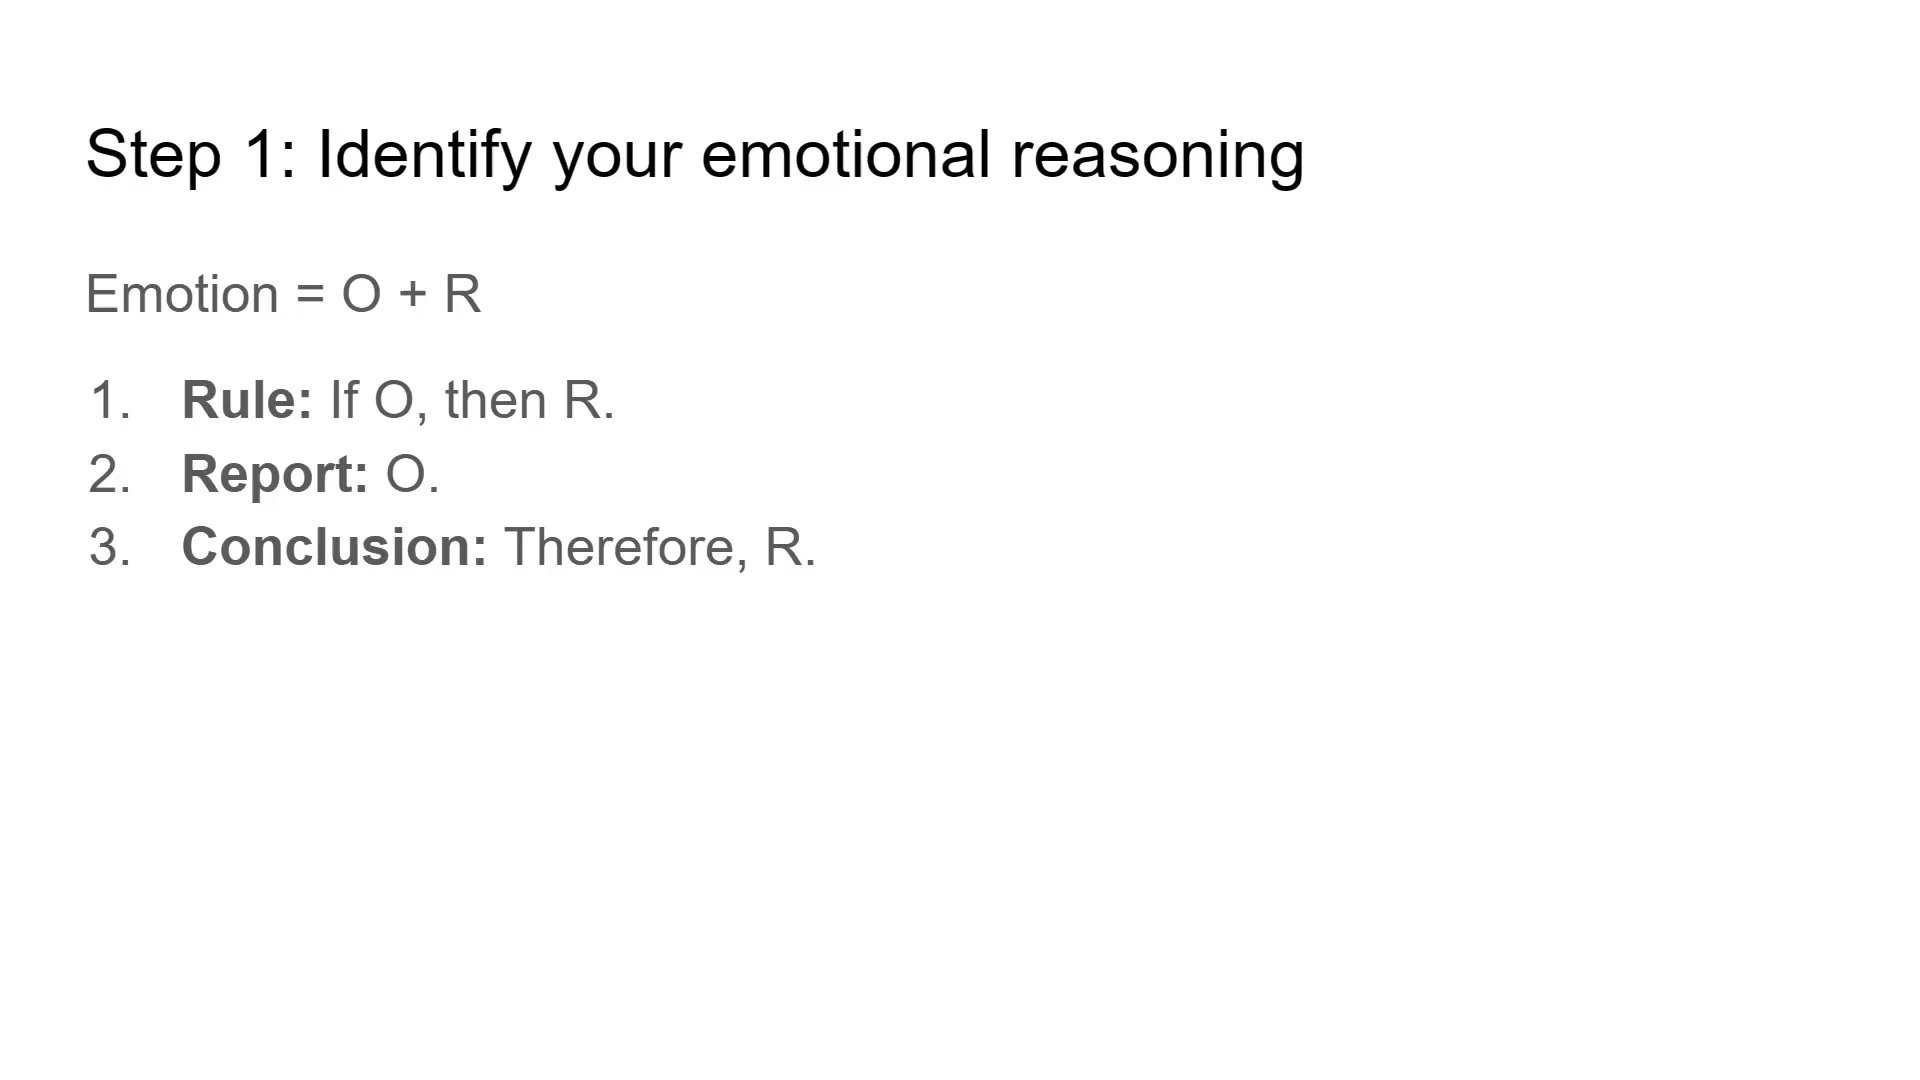 Step 1: Identify your emotional reasoning
Emotion = O + R
1. Rule: If O, then R.
2. Report: O.
3. Conclusion: Therefore, R.